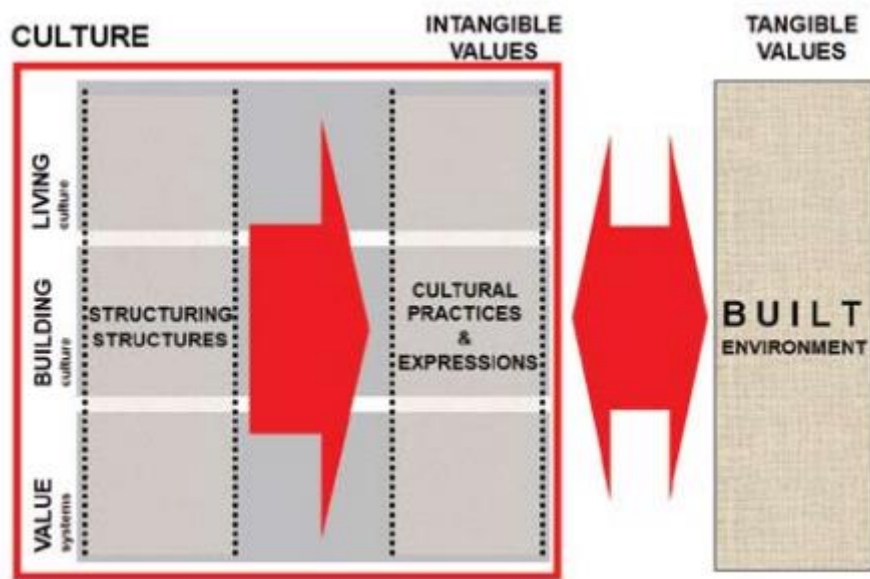 CULTURE
INTANGIBLE
VALUES
TANGIBLE
VALUES
LIVING
culture
BUILDING
culture
VALUE
systems
STRUCTURING
STRUCTURES
CULTURAL
PRACTICES
&
EXPRESSIONS
BUILT
ENVIRONMENT